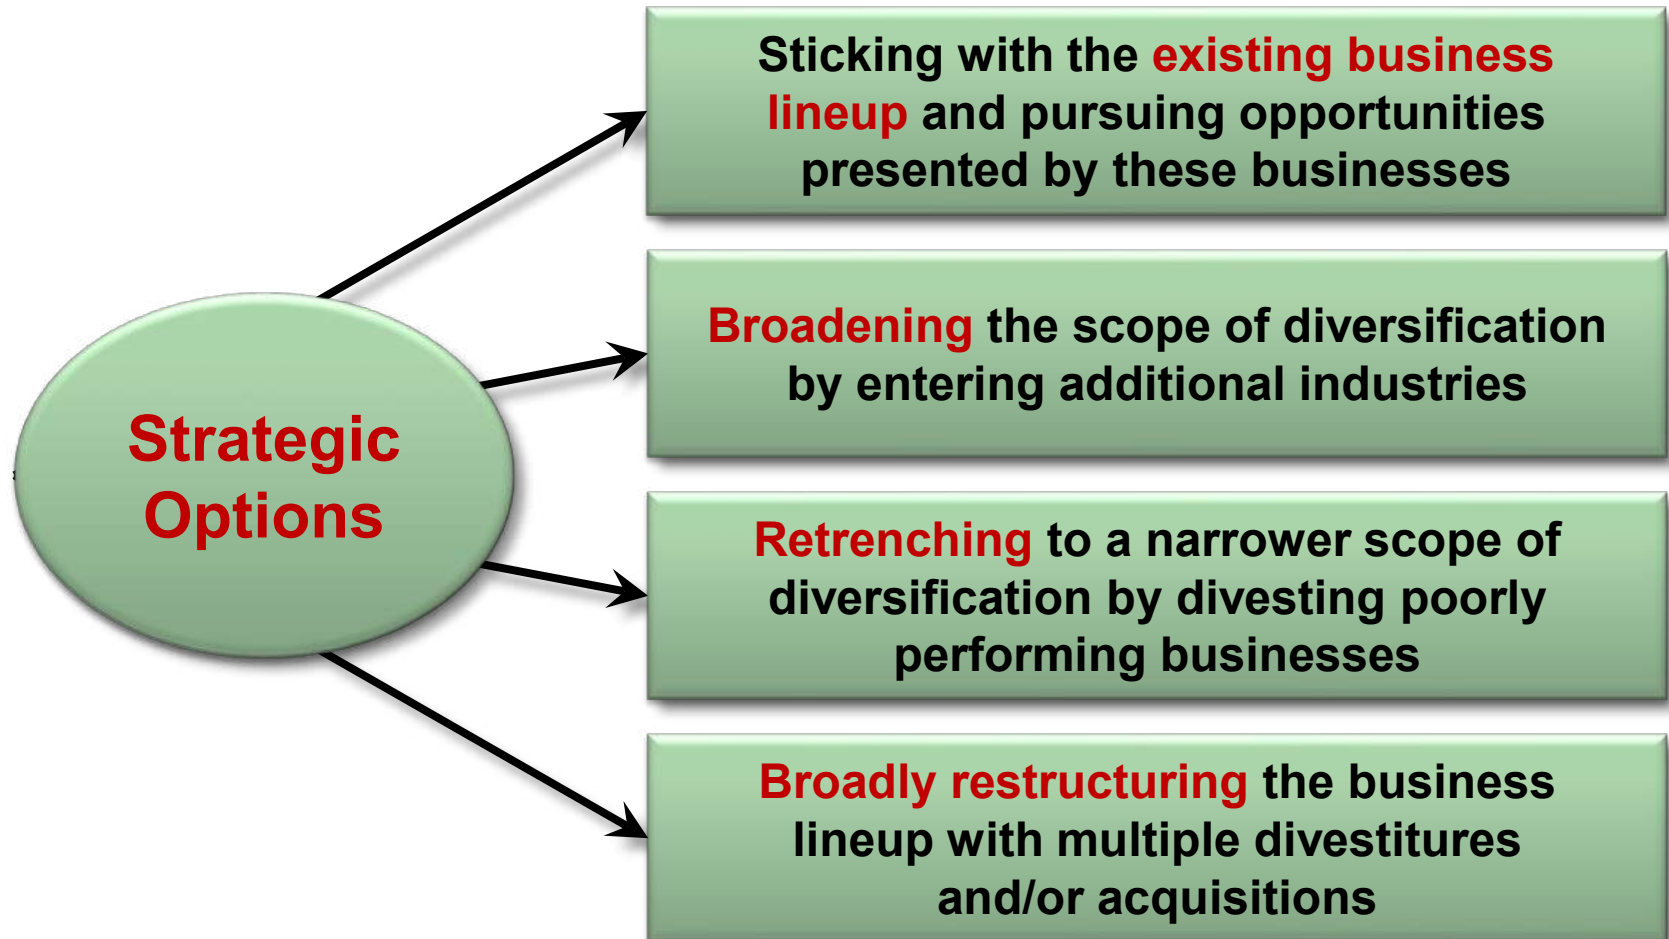 Strategic
Options
Sticking with the existing business
lineup and pursuing opportunities
presented by these businesses
Broadening the scope of diversification
by entering additional industries
Retrenching to a narrower scope of
diversification by divesting poorly
performing businesses
Broadly restructuring the business
lineup with multiple divestitures
and/or acquisitions